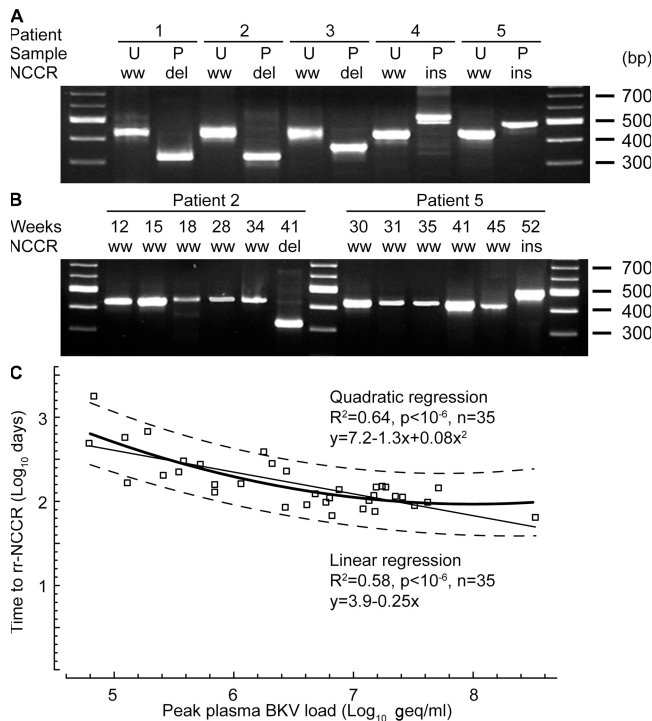 A
Patient 1 2 3 4 5
Sample U P U P U P U P U P (bp)
NCCR ww del ww del ww del ww ins ww ins
700
500
400
300
B Patient 2 Patient 5
Weeks 12 15 18 28 34 41 30 31 35 41 45 52
NCCR ww ww ww ww ww del ww ww ww ww ww ins
700
500
400
300
C
Time to rr-NCCR (Log10 days)
3
2
1
Quadratic regression
R2=0.64, p<10-6, n=35
y=7.2-1.3x+0.08x2
Linear regression
R2=0.58, p<10-6, n=35
y=3.9-0.25x
5 6 7 8
Peak plasma BKV load (Log10 geq/ml)